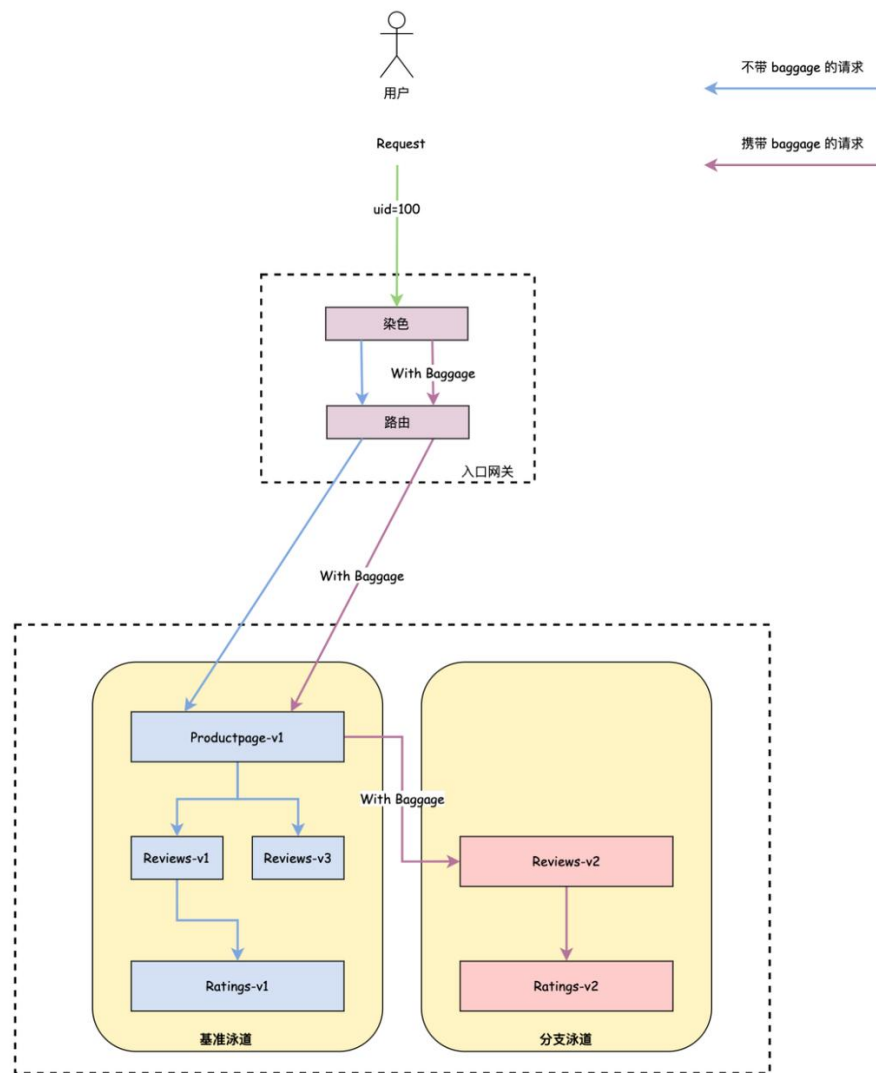 用户
不带 baggage 的请求
携带 baggage 的请求
Request
uid=100
染色
With Baggage
路由
入口网关
With Baggage
Productpage-v1
With Baggage
Reviews-v1
Reviews-v3
Reviews-v2
Ratings-v1
Ratings-v2
基准泳道
分支泳道